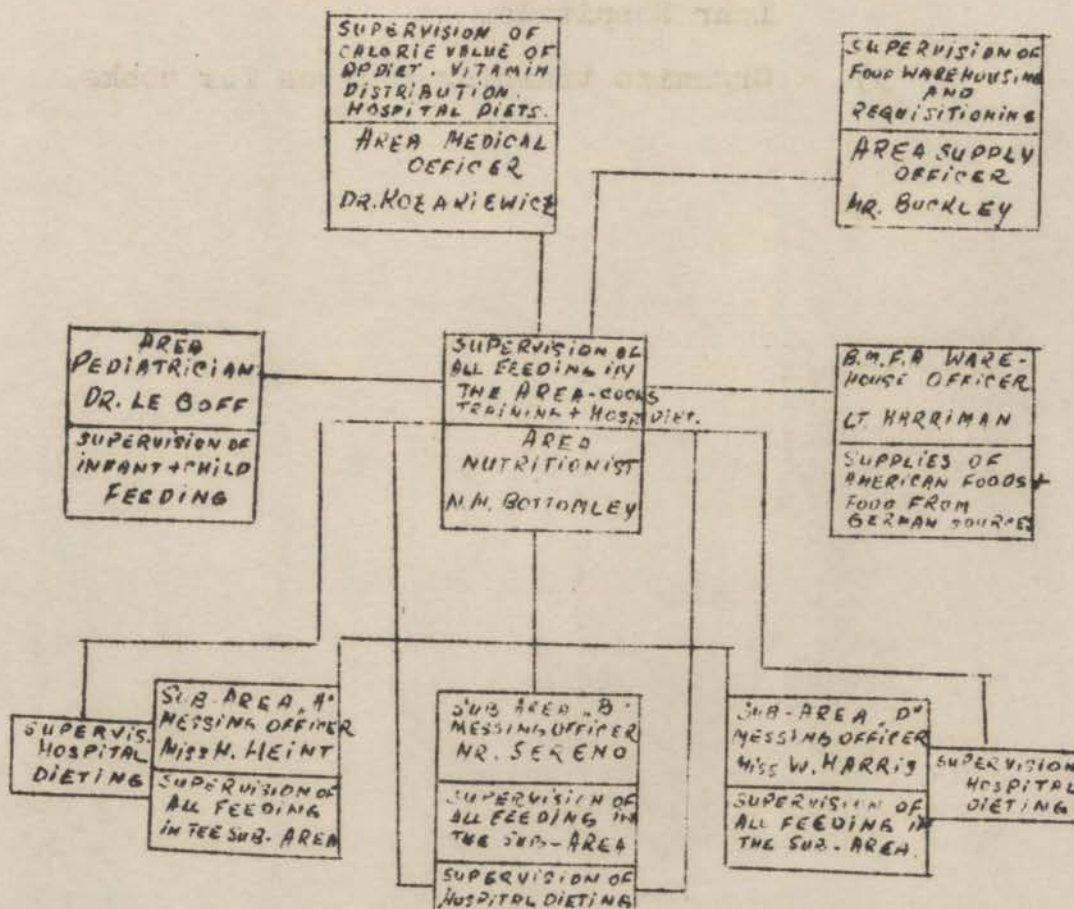 SUPERVISION OF
CALORIE VALUE OF
DP DIET. VITAMIN
DISTRIBUTION
HOSPITAL DIETS.
AREA MEDICAL
OFFICER
DR. KOZAKIEWICZ
SUPERVISION OF
FOOD WAREHOUSING
AND
REQUISITIONING
AREA SUPPLY
OFFICER
MR. BUCKLEY
AREA
PEDIATRICIAN
DR. LE GOFF
SUPERVISION OF
INFANT + CHILD
FEEDING
SUPERVISION OF
ALL FEEDING IN
THE AREA-COOKS
TRAINING + HOSP. DIET.
AREA
NUTRITIONIST
N.M. BOTTOMLEY
B.M.F.A WARE-
HOUSE OFFICER
LT HARRIMAN
SUPPLIES OF
AMERICAN FOODS +
FOOD FROM
GERMAN SOURCES
SUPERVIS.
HOSPITAL
DIETING
SUB-AREA "A"
MESSING OFFICER
MISS H. HEINT
SUPERVISION OF
ALL FEEDING
IN TEE SUB. AREA
SUB AREA "B"
MESSING OFFICER
MR. SERENO
SUPERVISION OF
ALL FEEDING IN
THE SUB-AREA
SUPERVISION OF
HOSPITAL DIETING
SUB-AREA "D"
MESSING OFFICER
MISS W. HARRIS
SUPERVISION OF
ALL FEEDING IN
THE SUB. AREA.
SUPERVISION
HOSPITAL
DIETING